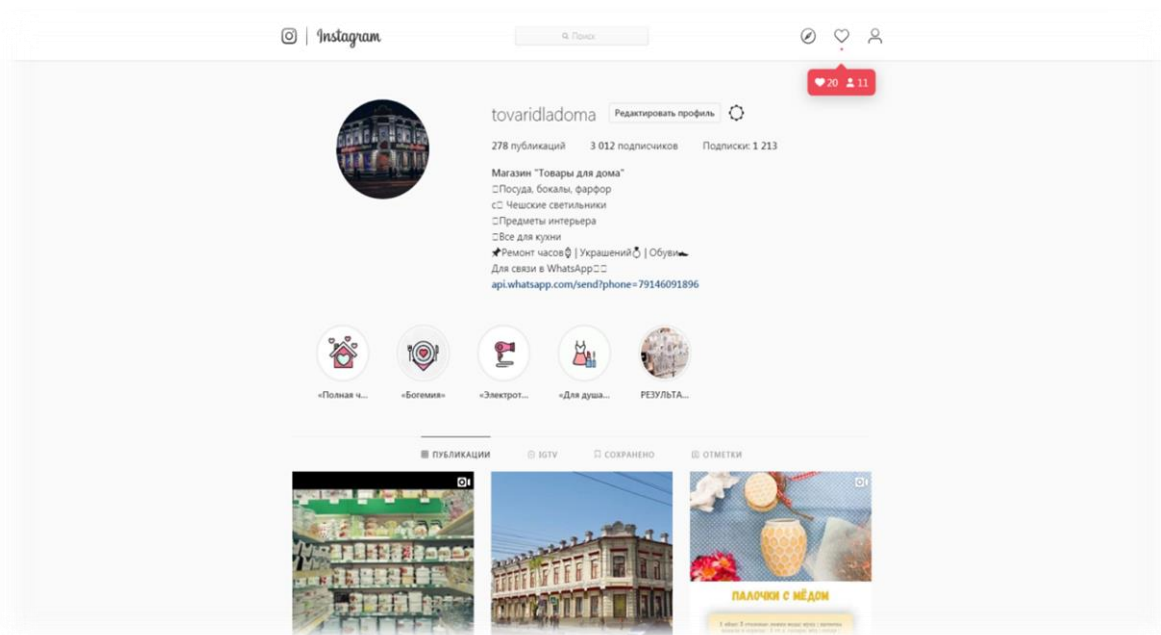 Instagram
Поиск
20 11
tovaridladoma Редактировать профиль
278 публикаций 3 012 подписчиков Подписки: 1 213
Магазин "Товары для дома"
Посуда, бокалы, фарфор
с Чешские светильники
Предметы интерьера
Все для кухни
Ремонт часов | Украшений | Обуви
Для связи в WhatsApp
api.whatsapp.com/send?phone=79146091896
«Полная ч... «Богемия» «Электрот... «Для душа... РЕЗУЛЬТА...
ПУБЛИКАЦИИ IGTV СОХРАНЕНО ОТМЕТКИ
ПАЛОЧКИ С МЁДОМ